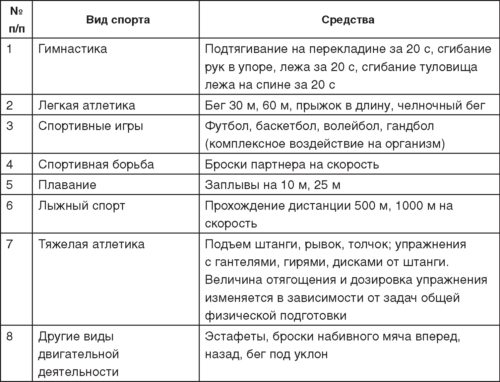 № п/п Вид спорта Средства
1 Гимнастика Подтягивание на перекладине за 20 с, сгибание
рук в упоре, лежа за 20 с, сгибание туловища
лежа на спине за 20 с
2 Легкая атлетика Бег 30 м, 60 м, прыжок в длину, челночный бег
3 Спортивные игры Футбол, баскетбол, волейбол, гандбол
(комплексное воздействие на организм)
4 Спортивная борьба Броски партнера на скорость
5 Плавание Заплывы на 10 м, 25 м
6 Лыжный спорт Прохождение дистанции 500 м, 1000 м на
скорость
7 Тяжелая атлетика Подъем штанги, рывок, толчок; упражнения
с гантелями, гирями, дисками от штанги.
Величина отягощения и дозировка упражнения
изменяется в зависимости от задач общей
физической подготовки
8 Другие виды Эстафеты, броски набивного мяча вперед,
двигательной назад, бег под уклон
деятельности